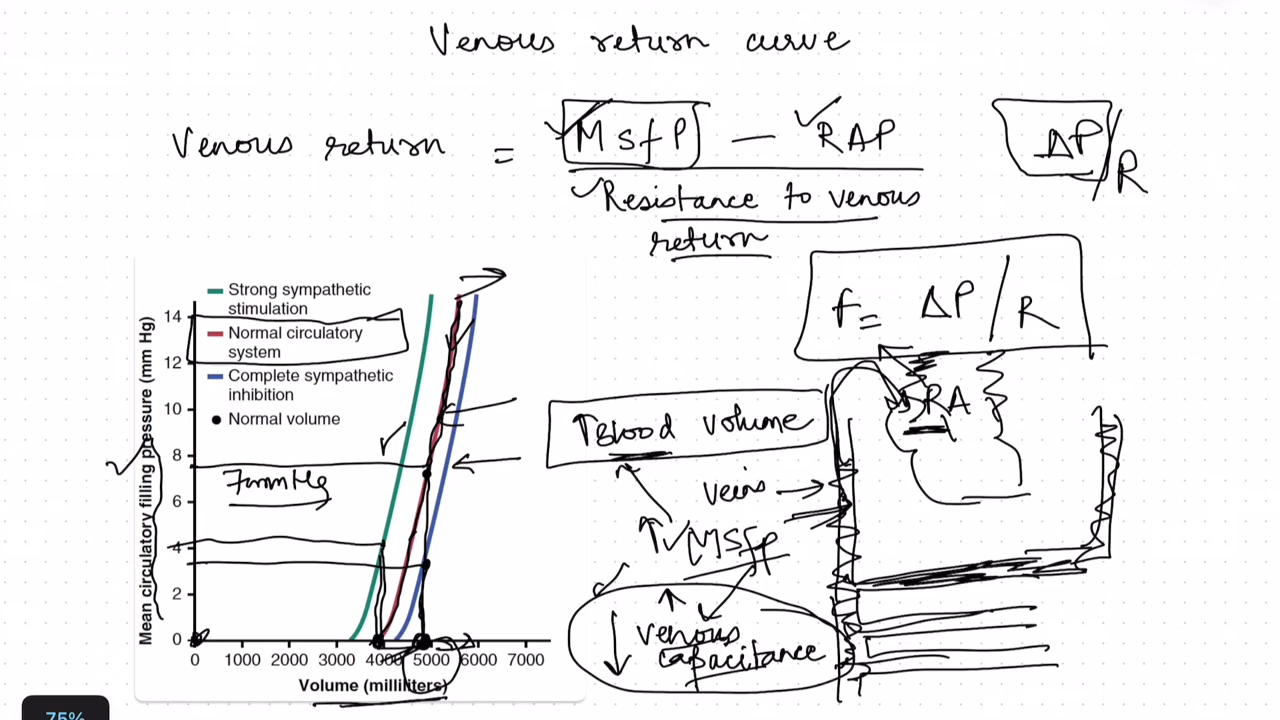 Venous return curve
Venous return = MSfP - RAP
Resistance to venous
return
ΔP/R
f = ΔP / R
Strong sympathetic
stimulation
Normal circulatory
system
Complete sympathetic
inhibition
Normal volume
7mmHg
Mean circulatory filling pressure (mm Hg)
14
12
10
8
6
4
2
0
0 1000 2000 3000 4000 5000 6000 7000
Volume (milliliters)
RA
↑ Blood volume
veins →
↑ MSfp
↑
↓ venous
capacitance
75%